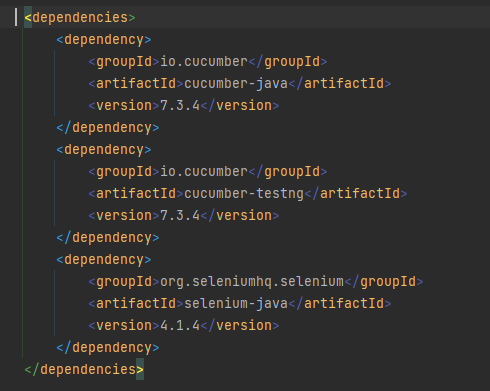 <dependencies>
    <dependency>
        <groupId>io.cucumber</groupId>
        <artifactId>cucumber-java</artifactId>
        <version>7.3.4</version>
    </dependency>
    <dependency>
        <groupId>io.cucumber</groupId>
        <artifactId>cucumber-testng</artifactId>
        <version>7.3.4</version>
    </dependency>
    <dependency>
        <groupId>org.seleniumhq.selenium</groupId>
        <artifactId>selenium-java</artifactId>
        <version>4.1.4</version>
    </dependency>
</dependencies>